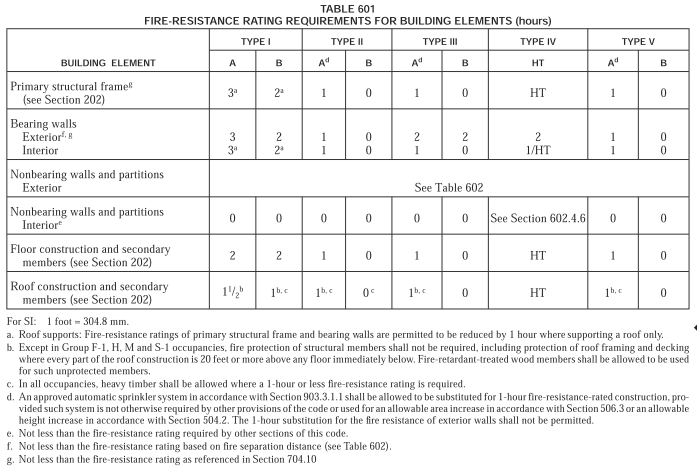 TABLE 601
FIRE-RESISTANCE RATING REQUIREMENTS FOR BUILDING ELEMENTS (hours)
BUILDING ELEMENT TYPE I TYPE II TYPE III TYPE IV TYPE V
A B Aᵈ B Aᵈ B HT Aᵈ B
Primary structural frameᵍ
(see Section 202) 3ᵃ 2ᵃ 1 0 1 0 HT 1 0
Bearing walls
Exteriorᶠ, ᵍ 3 2 1 0 2 2 2 1 0
Interior 3ᵃ 2ᵃ 1 0 1 0 1/HT 1 0
Nonbearing walls and partitions
Exterior See Table 602
Nonbearing walls and partitions
Interiorᵉ 0 0 0 0 0 0 See Section 602.4.6 0 0
Floor construction and secondary
members (see Section 202) 2 2 1 0 1 0 HT 1 0
Roof construction and secondary
members (see Section 202) 1 1/2ᵇ 1ᵇ, ᶜ 1ᵇ, ᶜ 0ᶜ 1ᵇ, ᶜ 0 HT 1ᵇ, ᶜ 0
For SI: 1 foot = 304.8 mm.
a. Roof supports: Fire-resistance ratings of primary structural frame and bearing walls are permitted to be reduced by 1 hour where supporting a roof only.
b. Except in Group F-1, H, M and S-1 occupancies, fire protection of structural members shall not be required, including protection of roof framing and decking
where every part of the roof construction is 20 feet or more above any floor immediately below. Fire-retardant-treated wood members shall be allowed to be used
for such unprotected members.
c. In all occupancies, heavy timber shall be allowed where a 1-hour or less fire-resistance rating is required.
d. An approved automatic sprinkler system in accordance with Section 903.3.1.1 shall be allowed to be substituted for 1-hour fire-resistance-rated construction, pro-
vided such system is not otherwise required by other provisions of the code or used for an allowable area increase in accordance with Section 506.3 or an allowable
height increase in accordance with Section 504.2. The 1-hour substitution for the fire resistance of exterior walls shall not be permitted.
e. Not less than the fire-resistance rating required by other sections of this code.
f. Not less than the fire-resistance rating based on fire separation distance (see Table 602).
g. Not less than the fire-resistance rating as referenced in Section 704.10